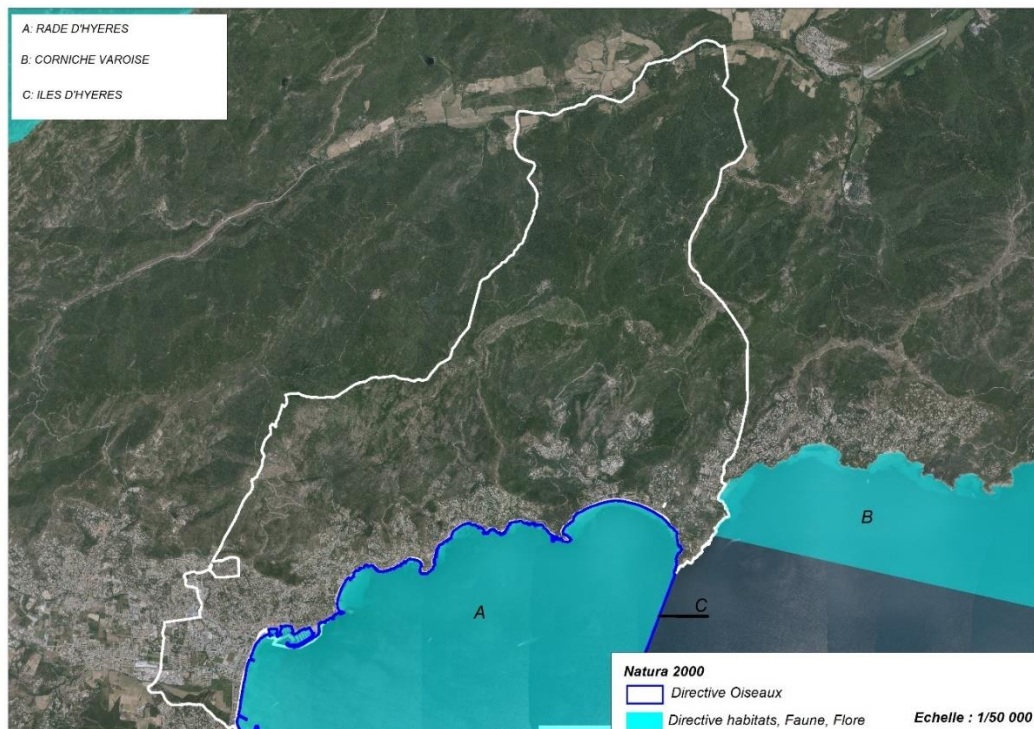 A: RADE D'HYERES
B: CORNICHE VAROISE
C: ILES D'HYERES
B
A
C
Natura 2000
Directive Oiseaux
Directive habitats, Faune, Flore
Echelle : 1/50 000